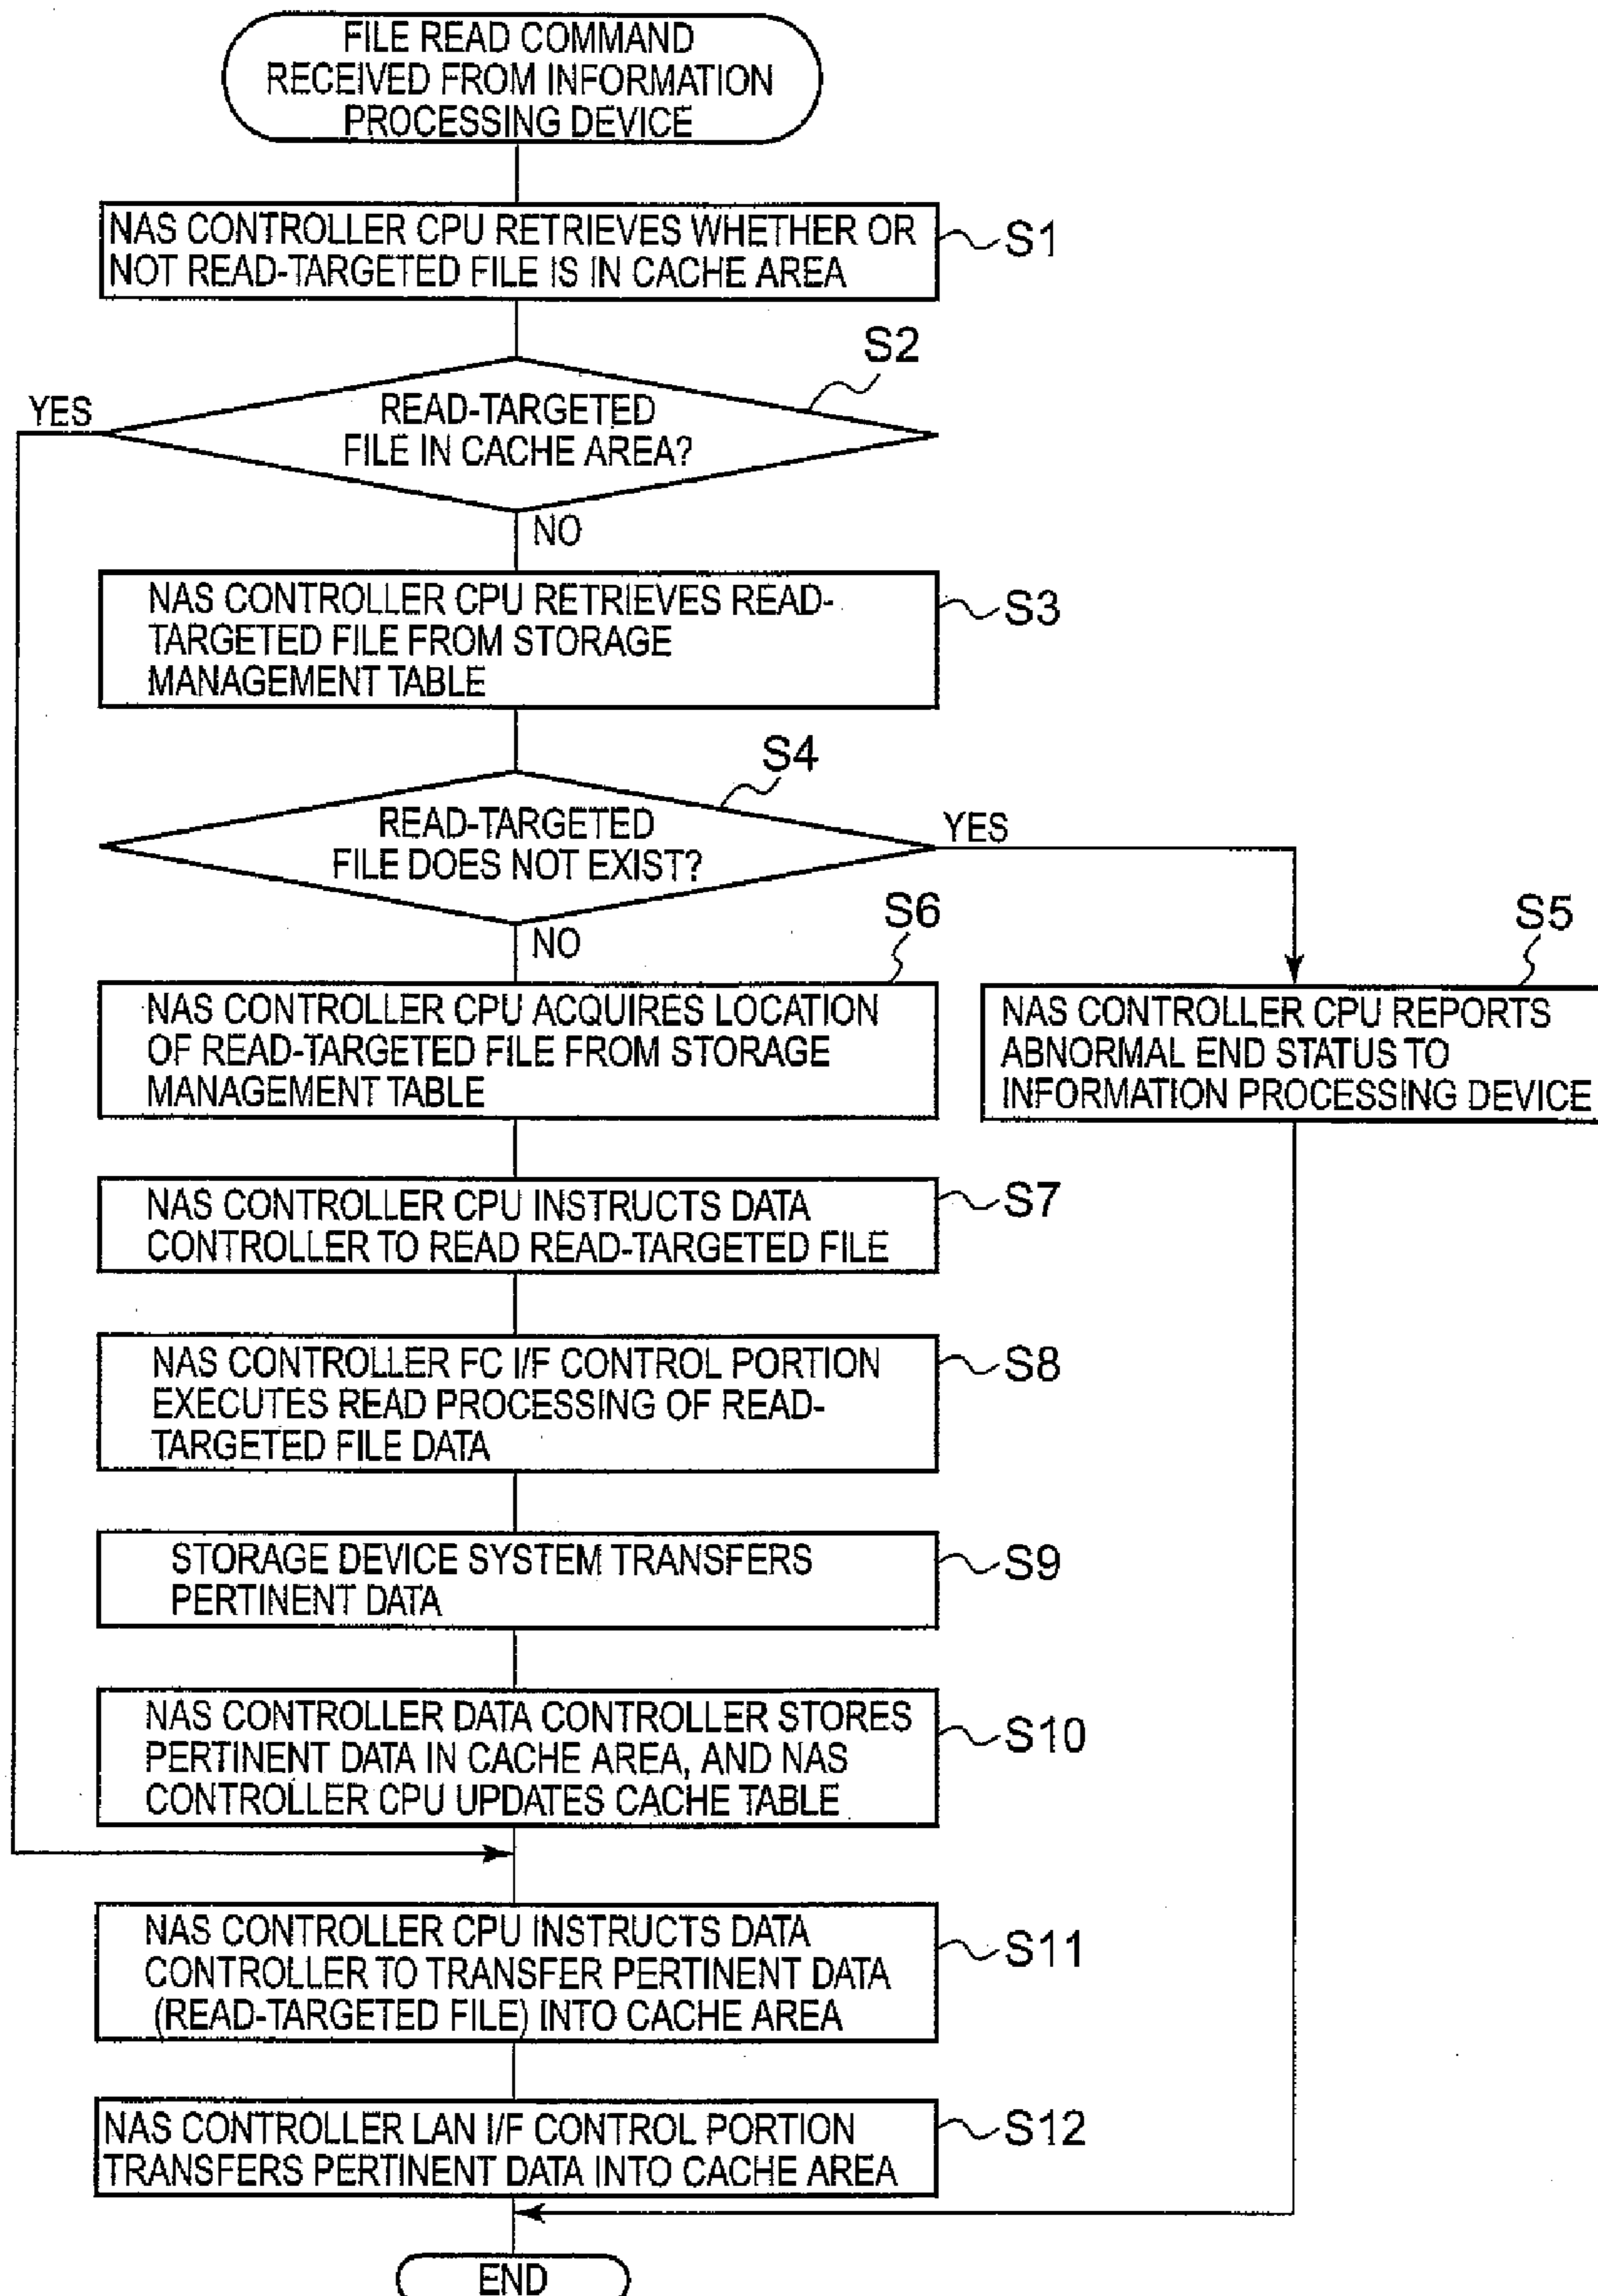 FILE READ COMMAND
RECEIVED FROM INFORMATION
PROCESSING DEVICE
NAS CONTROLLER CPU RETRIEVES WHETHER OR
NOT READ-TARGETED FILE IS IN CACHE AREA
S1
S2
YES
READ-TARGETED
FILE IN CACHE AREA?
NO
NAS CONTROLLER CPU RETRIEVES READ-
TARGETED FILE FROM STORAGE
MANAGEMENT TABLE
S3
S4
READ-TARGETED
FILE DOES NOT EXIST?
YES
NO
S6
S5
NAS CONTROLLER CPU ACQUIRES LOCATION
OF READ-TARGETED FILE FROM STORAGE
MANAGEMENT TABLE
NAS CONTROLLER CPU REPORTS
ABNORMAL END STATUS TO
INFORMATION PROCESSING DEVICE
NAS CONTROLLER CPU INSTRUCTS DATA
CONTROLLER TO READ READ-TARGETED FILE
S7
NAS CONTROLLER FC I/F CONTROL PORTION
EXECUTES READ PROCESSING OF READ-
TARGETED FILE DATA
S8
STORAGE DEVICE SYSTEM TRANSFERS
PERTINENT DATA
S9
NAS CONTROLLER DATA CONTROLLER STORES
PERTINENT DATA IN CACHE AREA, AND NAS
CONTROLLER CPU UPDATES CACHE TABLE
S10
NAS CONTROLLER CPU INSTRUCTS DATA
CONTROLLER TO TRANSFER PERTINENT DATA
(READ-TARGETED FILE) INTO CACHE AREA
S11
NAS CONTROLLER LAN I/F CONTROL PORTION
TRANSFERS PERTINENT DATA INTO CACHE AREA
S12
END